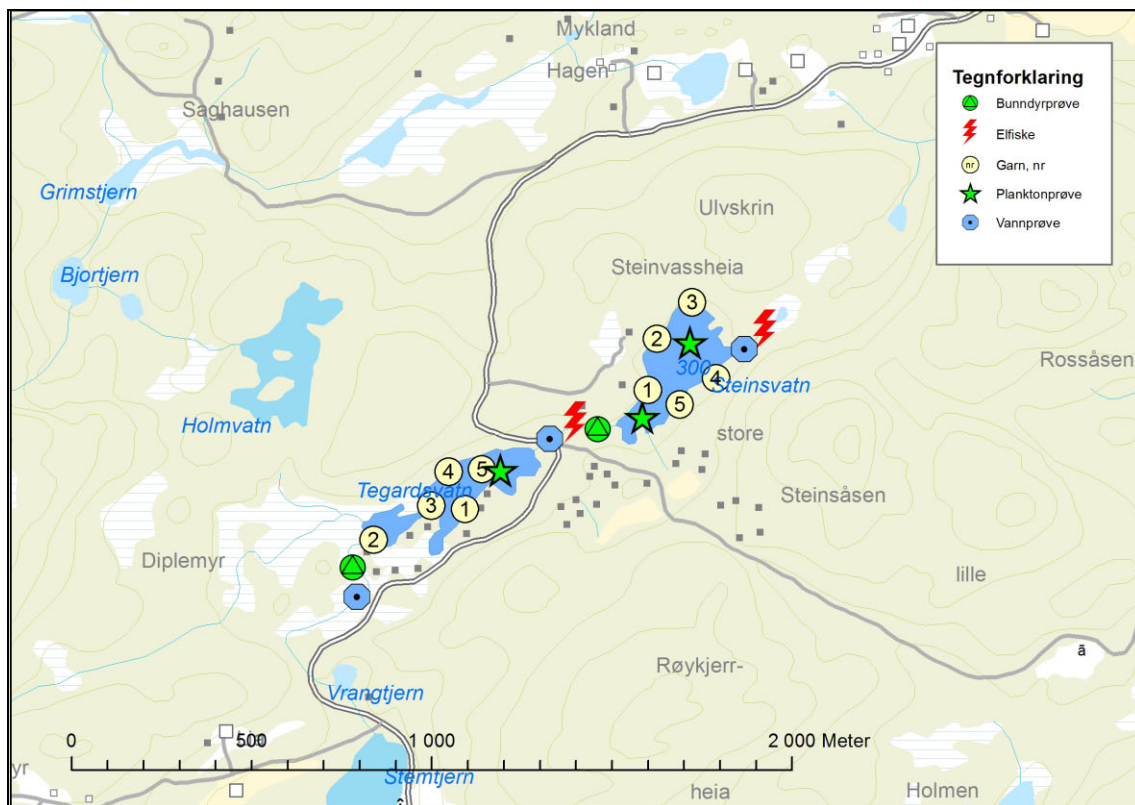 Mykland
Hagen
Saghausen
Grimstjern
Bjortjern
Holmvatn
Ulvskrin
Steinvassheia
3
2
300
4
Steinsvatn
1
5
Rossåsen
store
Steinsåsen
lille
4
5
Tegardsvatn
3
1
2
Diplemyr
Røykjerr-
Vrangtjern
Stemtjern
heia
Holmen
yr
ã
Tegnforklaring
Bunndyrprøve
Elfiske
nr Garn, nr
Planktonprøve
Vannprøve
0 500 1 000 2 000 Meter